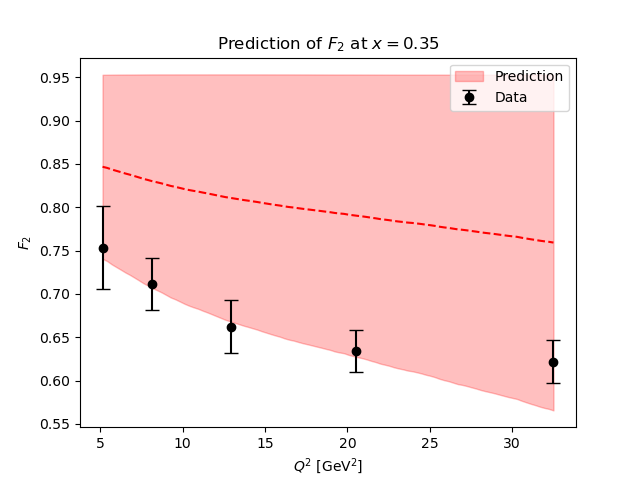 Prediction of $F_2$ at $x = 0.35$
Prediction
Data
0.95
0.90
0.85
0.80
0.75
0.70
0.65
0.60
0.55
$F_2$
5 10 15 20 25 30
$Q^2$ [GeV$^2$]